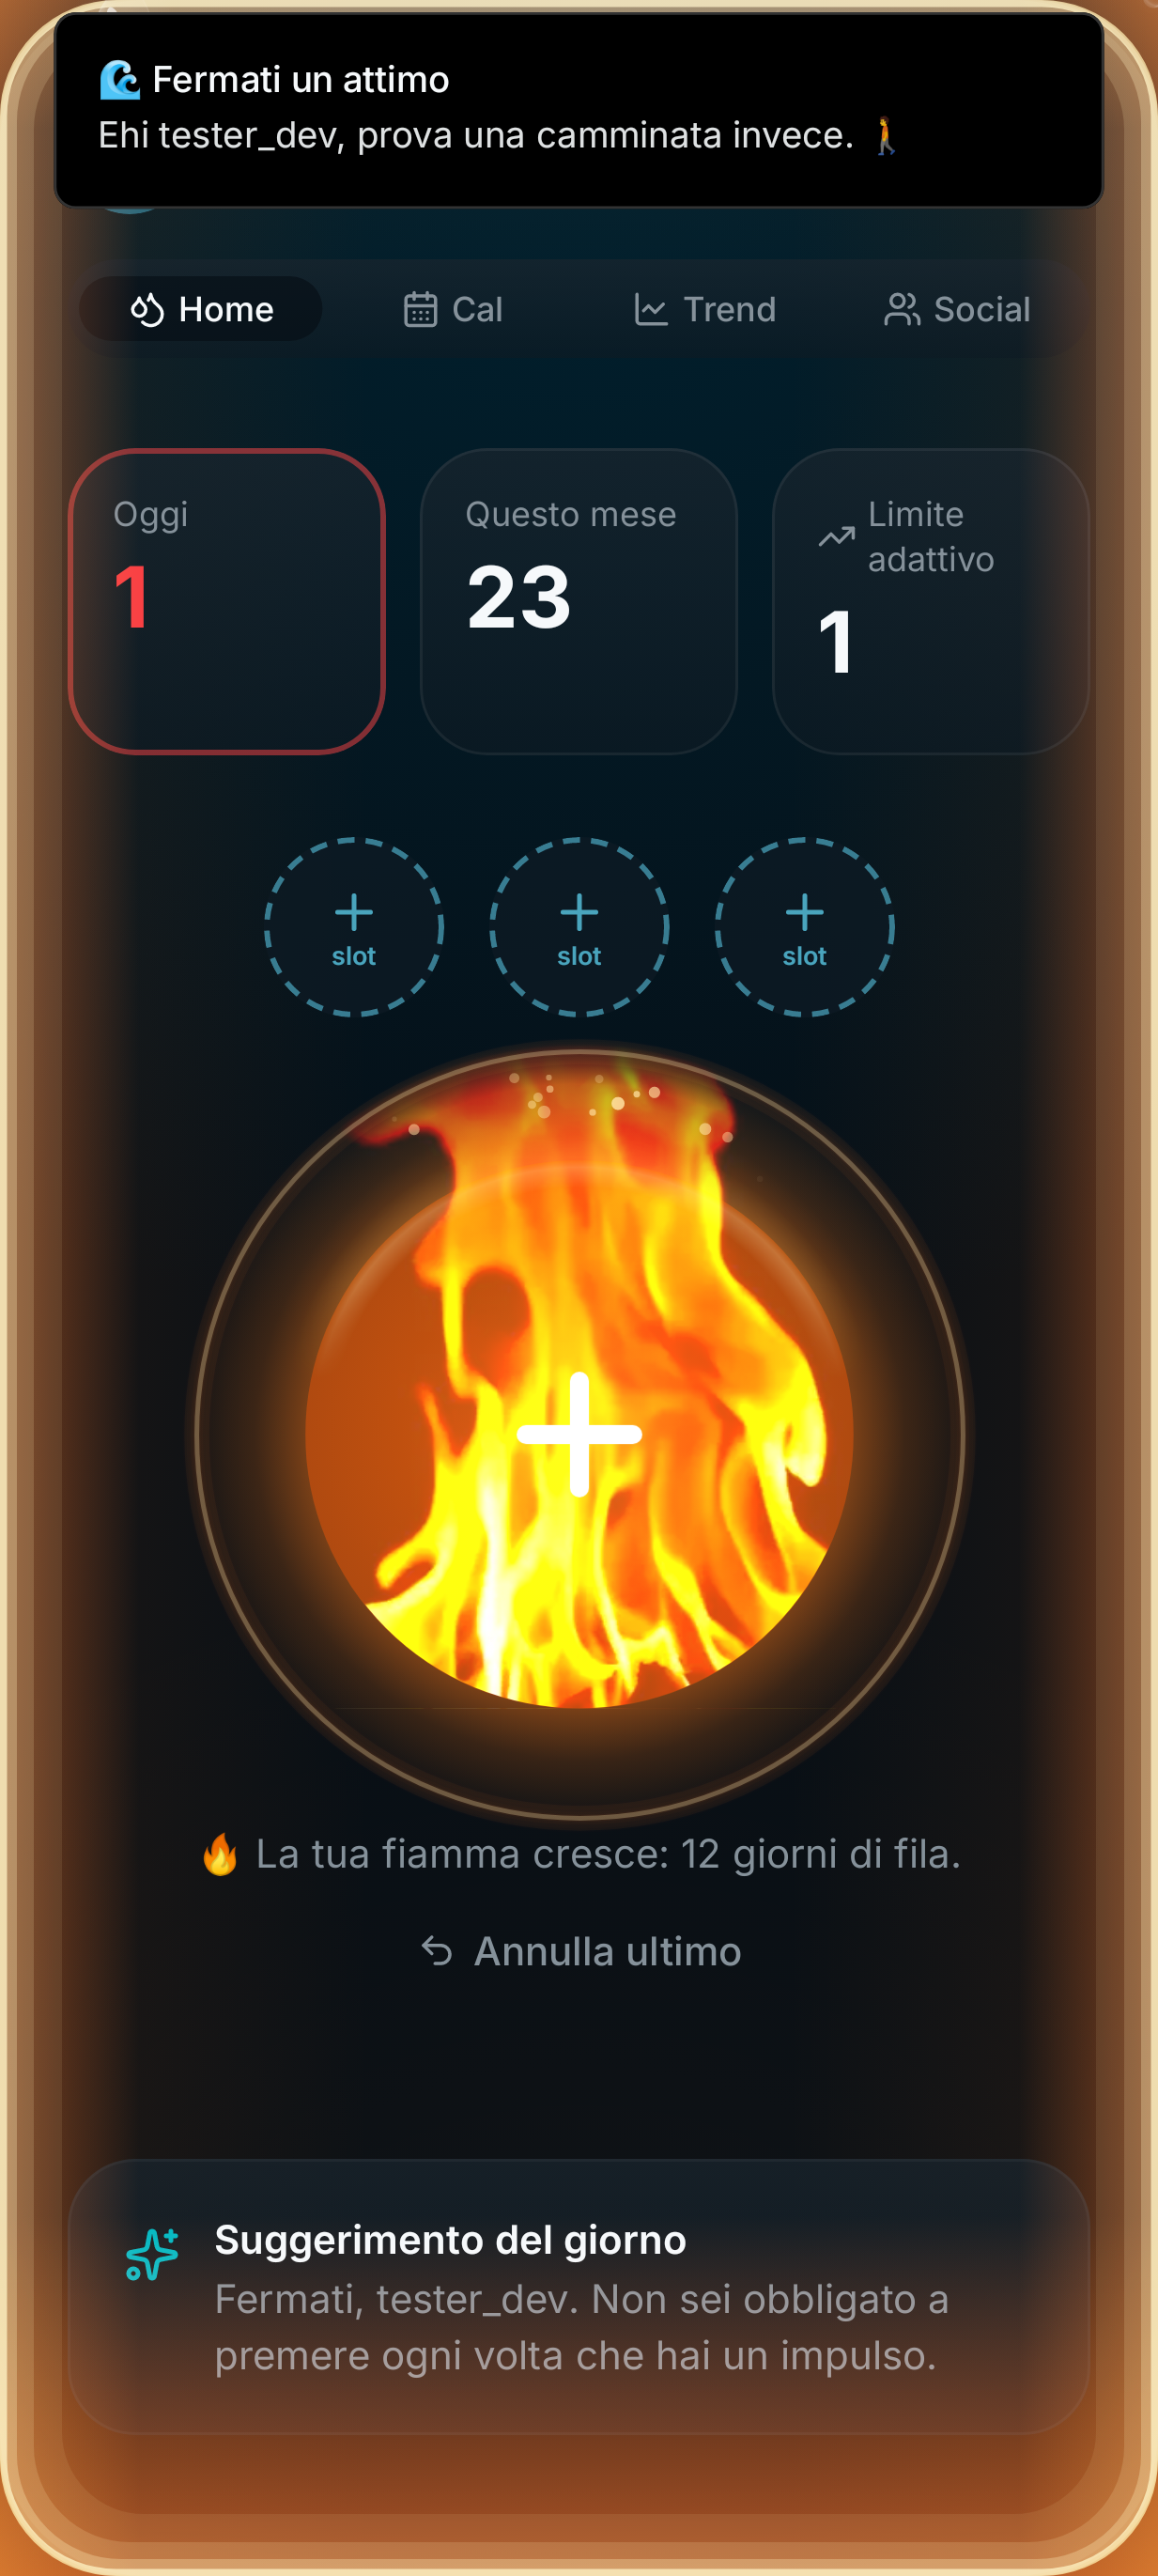 🌊 Fermati un attimo
Ehi tester_dev, prova una camminata invece. 🚶
Home
Cal
Trend
Social
Oggi
1
Questo mese
23
Limite
adattivo
1
slot
slot
slot
🔥 La tua fiamma cresce: 12 giorni di fila.
Annulla ultimo
Suggerimento del giorno
Fermati, tester_dev. Non sei obbligato a
premere ogni volta che hai un impulso.